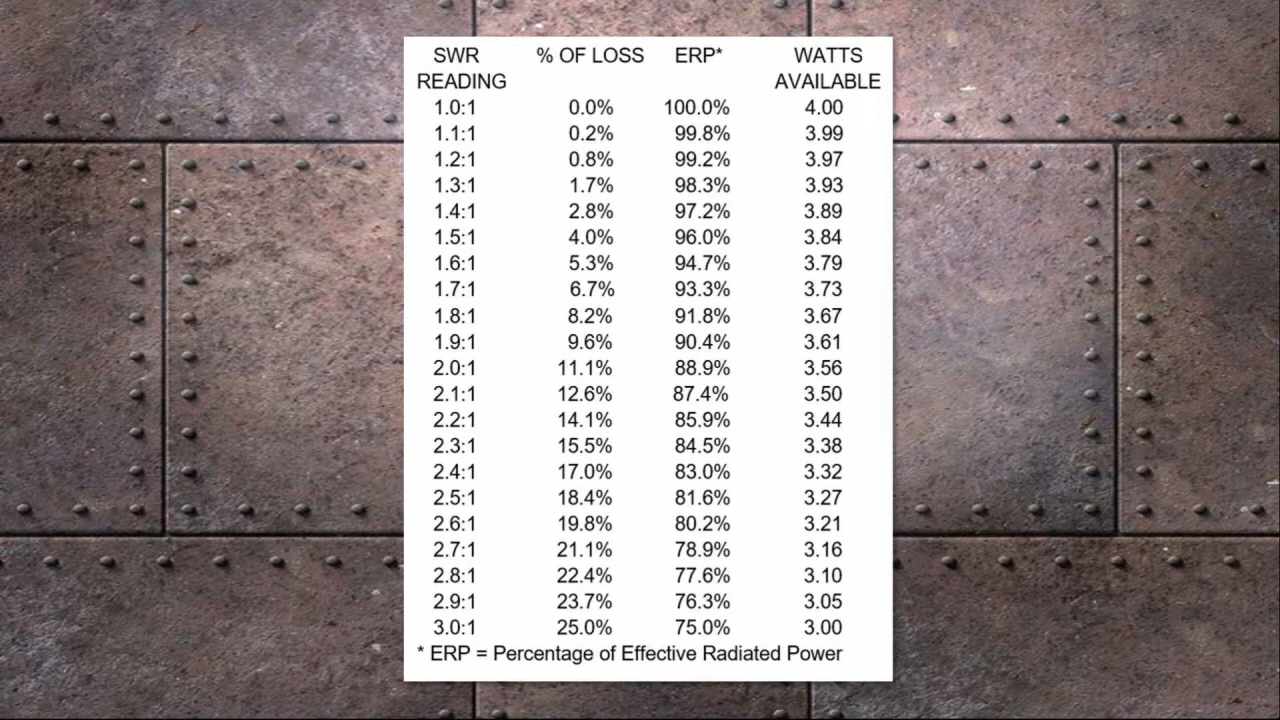 SWR % OF LOSS ERP* WATTS
READING AVAILABLE
1.0:1 0.0% 100.0% 4.00
1.1:1 0.2% 99.8% 3.99
1.2:1 0.8% 99.2% 3.97
1.3:1 1.7% 98.3% 3.93
1.4:1 2.8% 97.2% 3.89
1.5:1 4.0% 96.0% 3.84
1.6:1 5.3% 94.7% 3.79
1.7:1 6.7% 93.3% 3.73
1.8:1 8.2% 91.8% 3.67
1.9:1 9.6% 90.4% 3.61
2.0:1 11.1% 88.9% 3.56
2.1:1 12.6% 87.4% 3.50
2.2:1 14.1% 85.9% 3.44
2.3:1 15.5% 84.5% 3.38
2.4:1 17.0% 83.0% 3.32
2.5:1 18.4% 81.6% 3.27
2.6:1 19.8% 80.2% 3.21
2.7:1 21.1% 78.9% 3.16
2.8:1 22.4% 77.6% 3.10
2.9:1 23.7% 76.3% 3.05
3.0:1 25.0% 75.0% 3.00
* ERP = Percentage of Effective Radiated Power